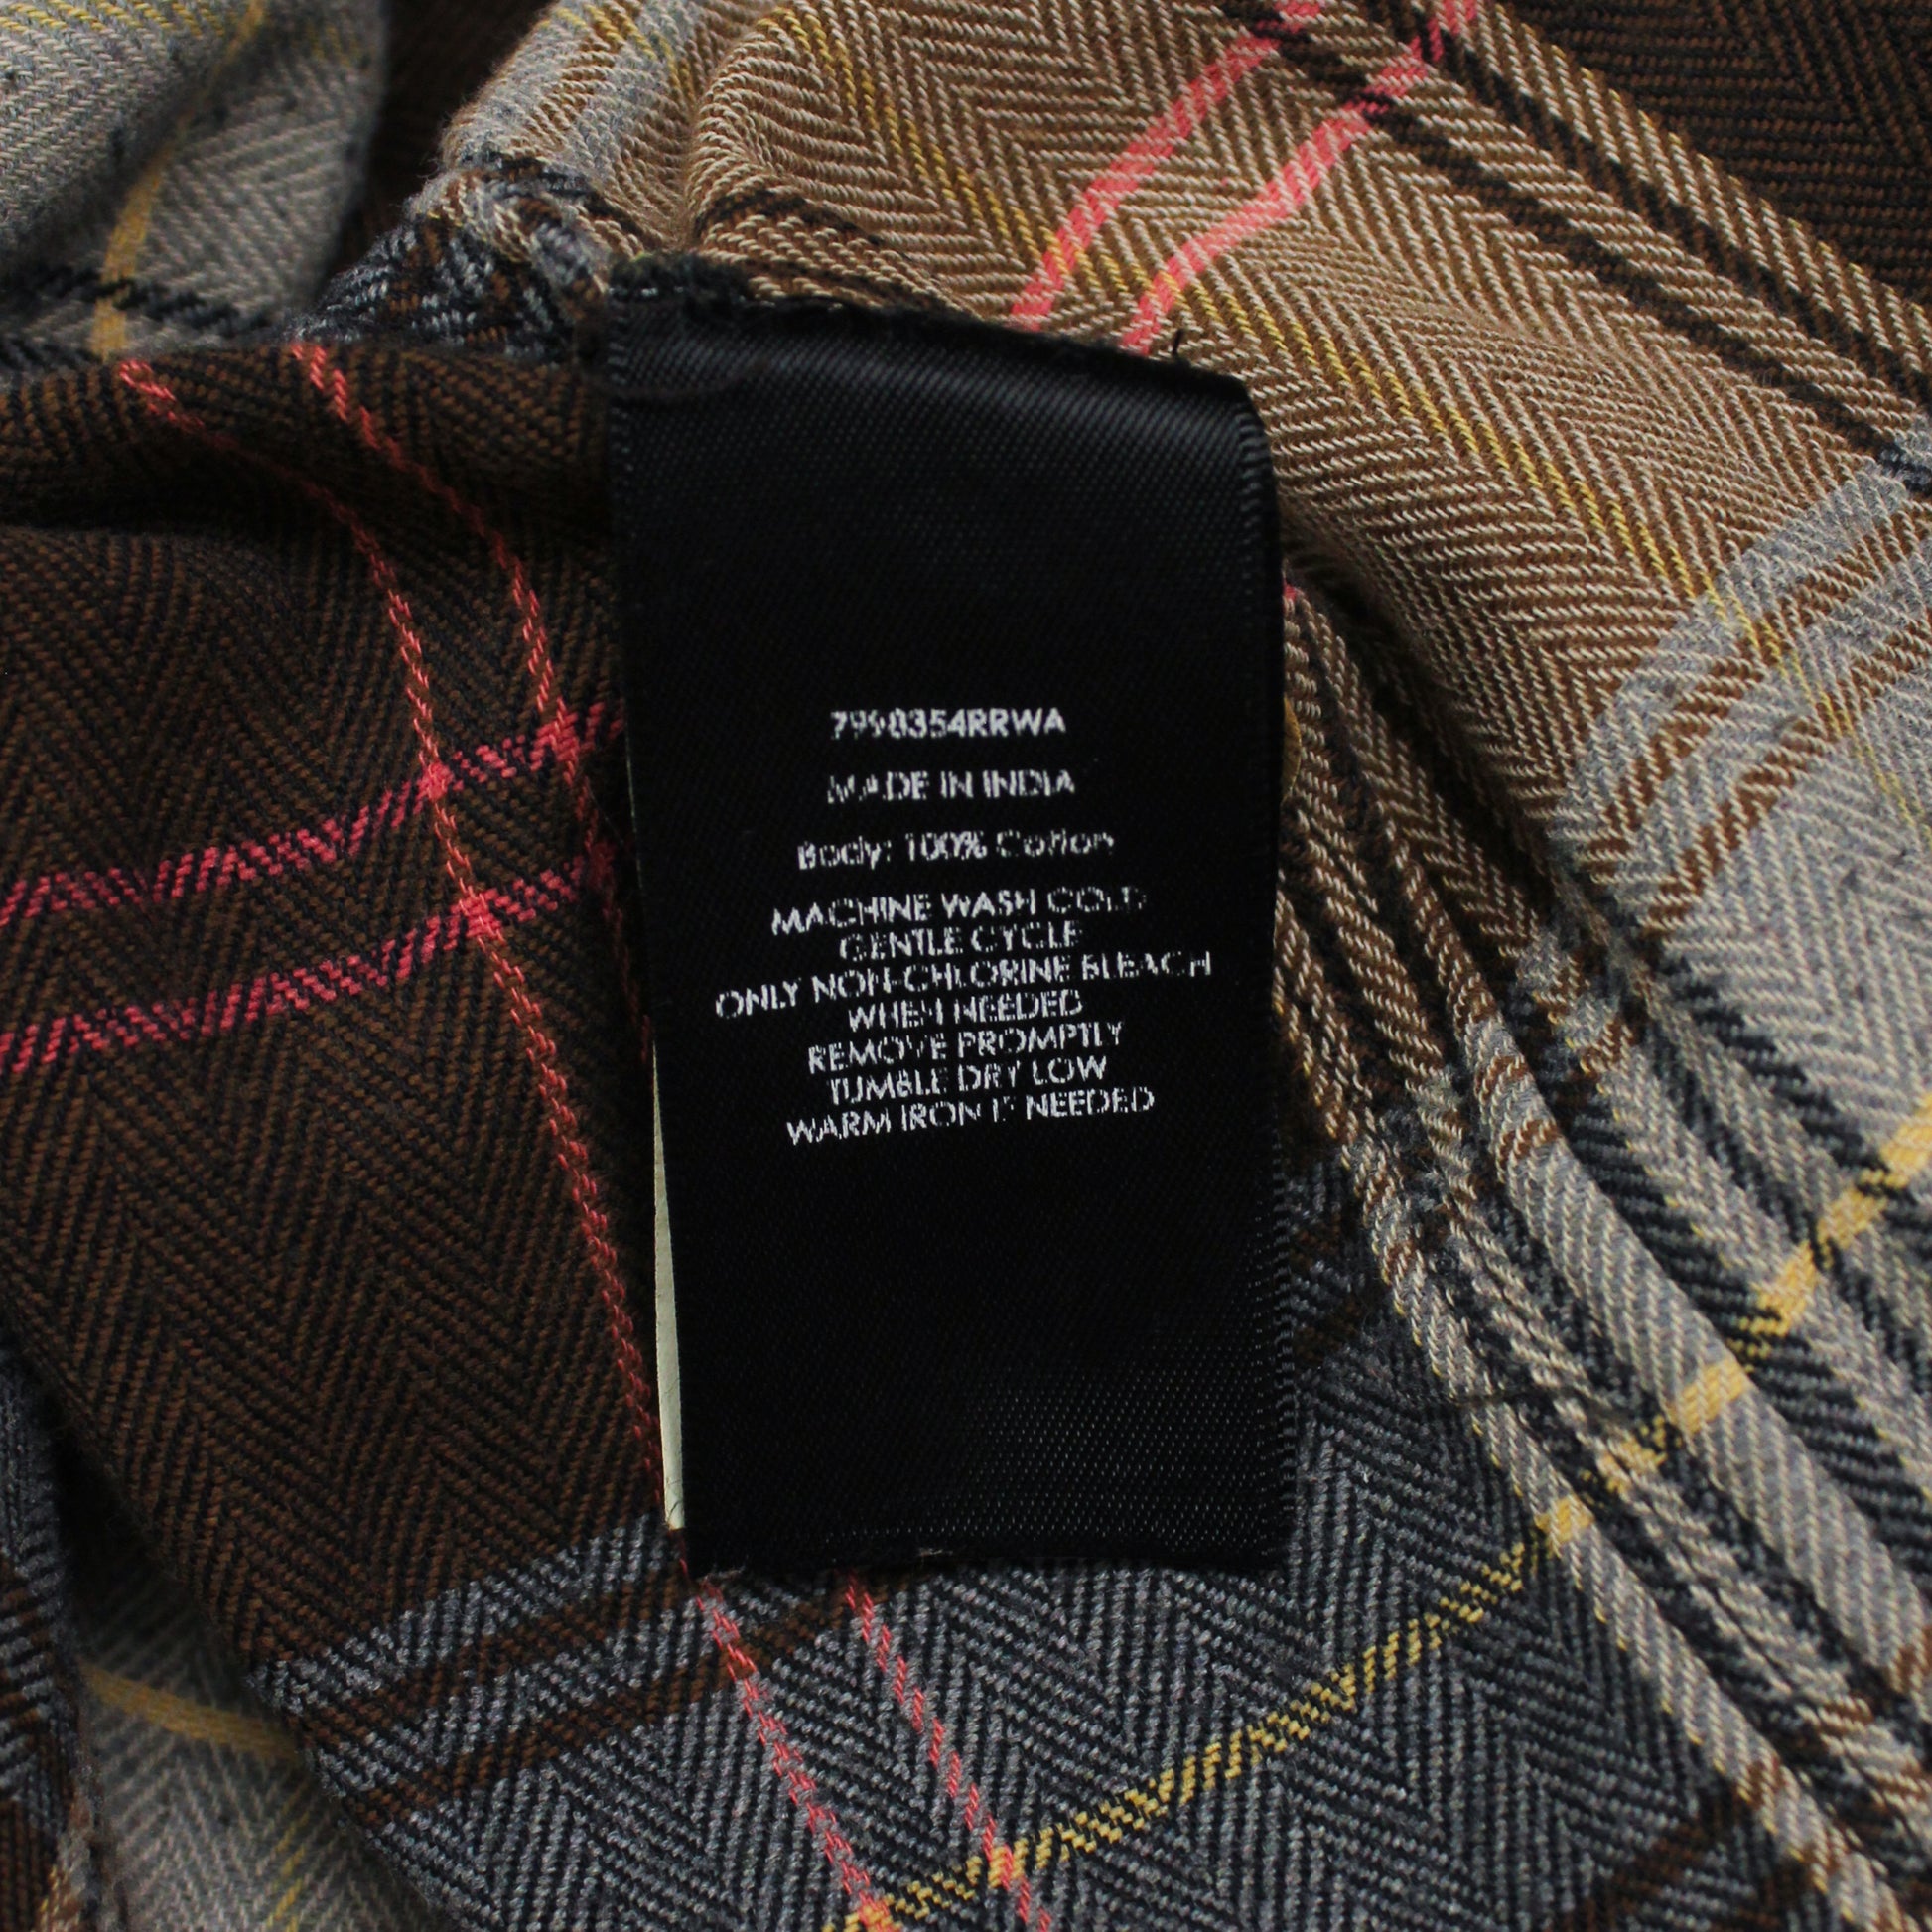 7998354RRWA
MADE IN INDIA
Body: 100% Cotton
MACHINE WASH COLD
GENTLE CYCLE
ONLY NON-CHLORINE BLEACH
WHEN NEEDED
REMOVE PROMPTLY
TUMBLE DRY LOW
WARM IRON IF NEEDED